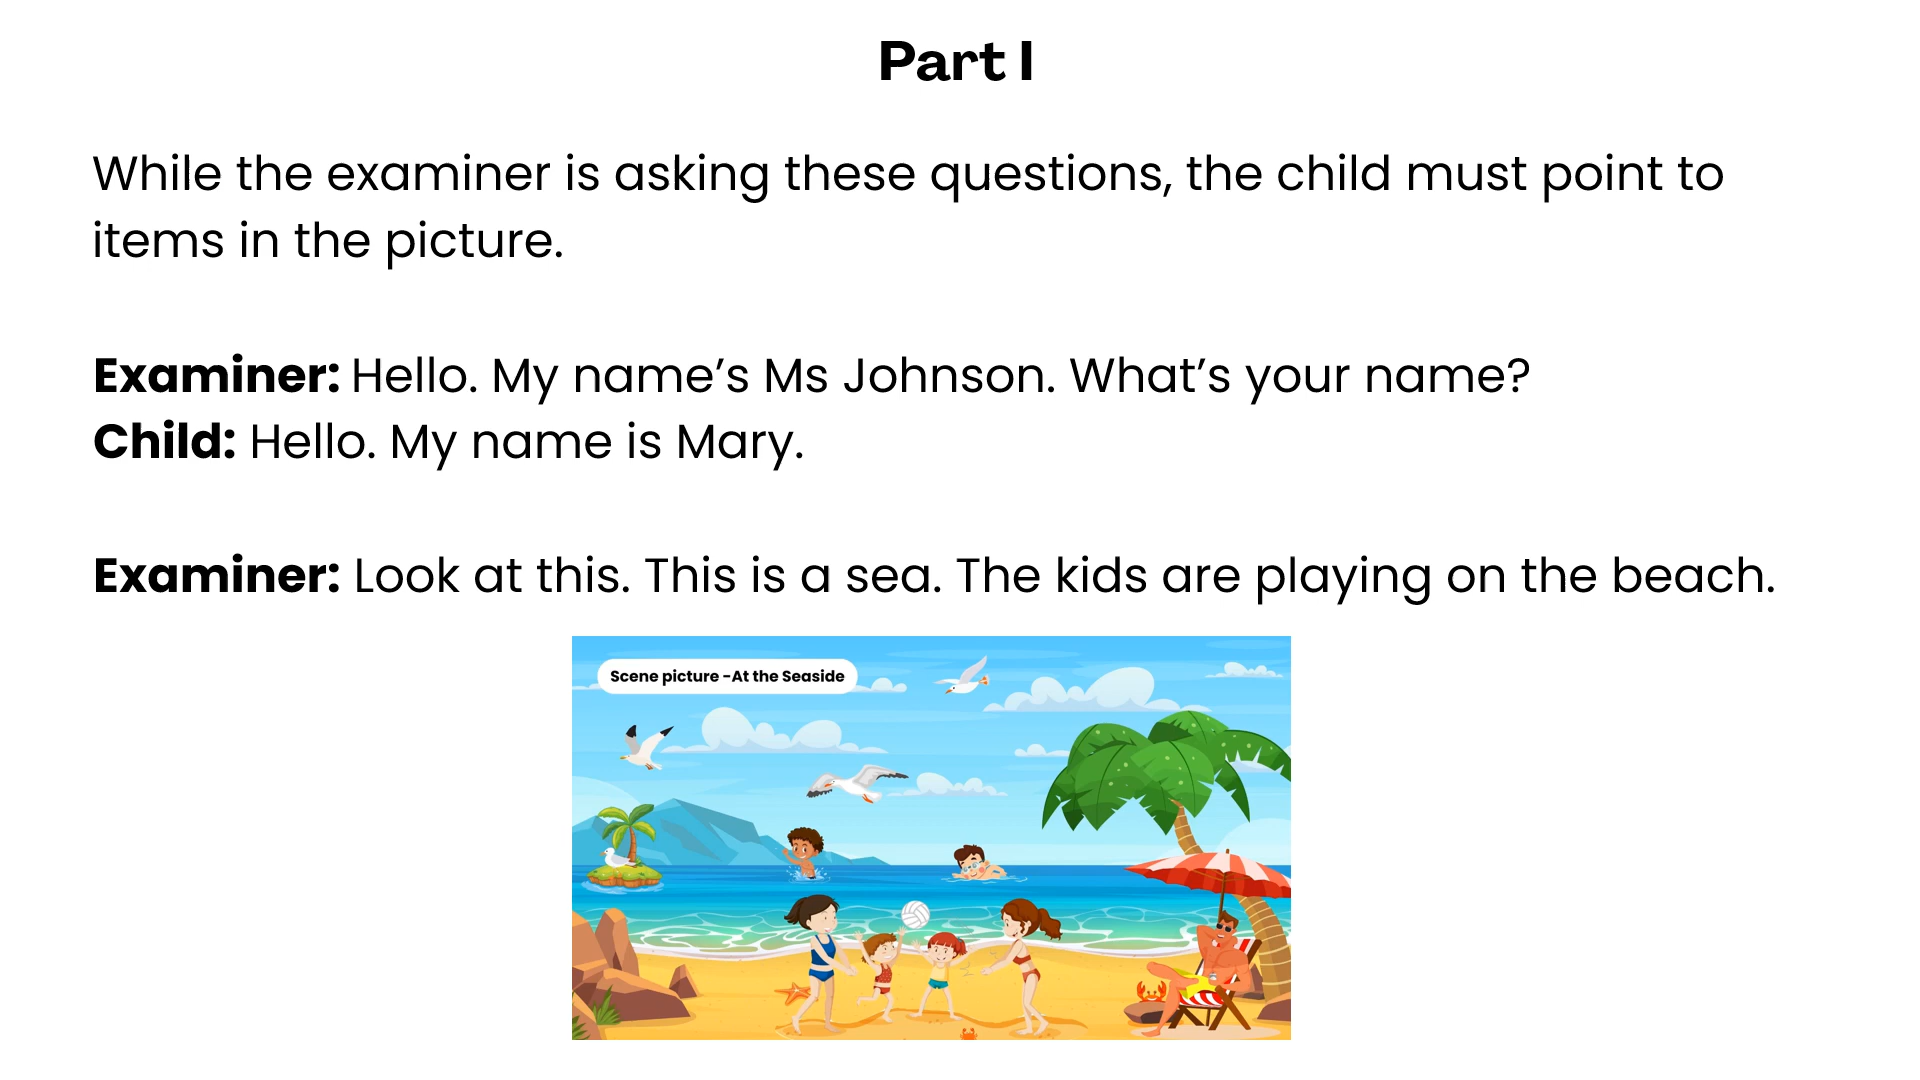 Part I
While the examiner is asking these questions, the child must point to
items in the picture.
Examiner: Hello. My name’s Ms Johnson. What’s your name?
Child: Hello. My name is Mary.
Examiner: Look at this. This is a sea. The kids are playing on the beach.
Scene picture -At the Seaside